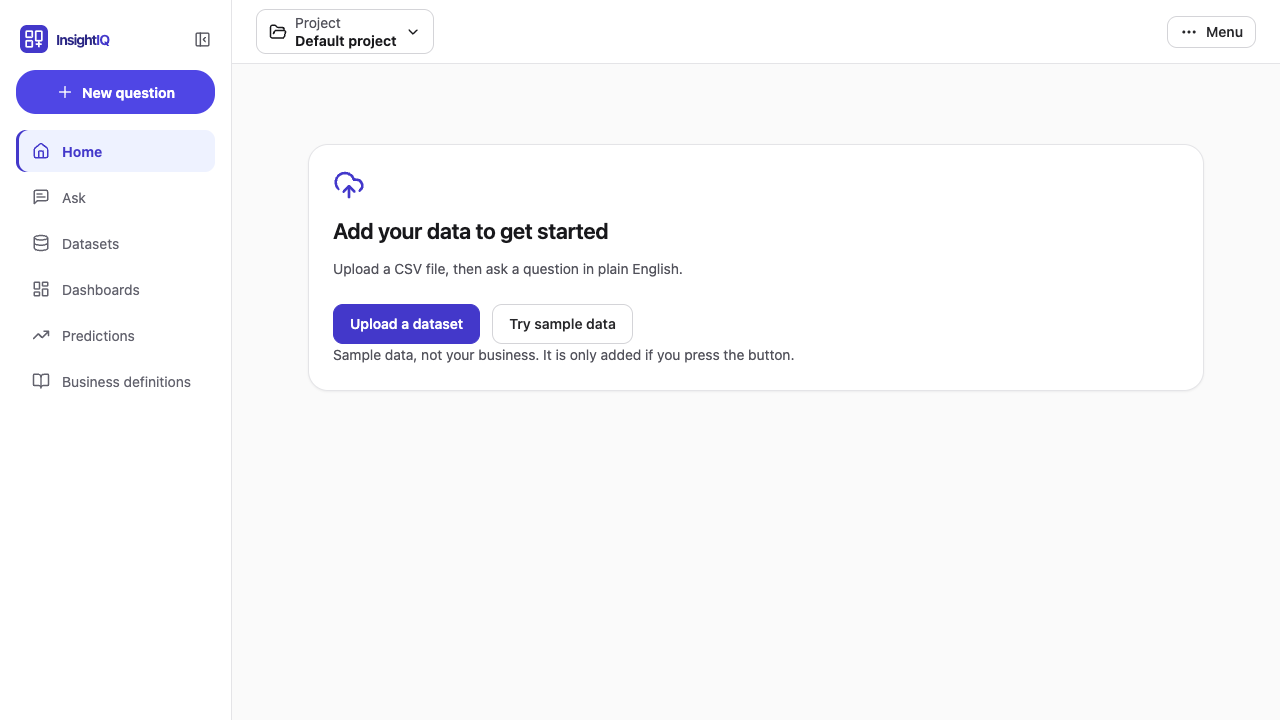 InsightIQ
New question
Home
Ask
Datasets
Dashboards
Predictions
Business definitions
Project
Default project
Menu
Add your data to get started
Upload a CSV file, then ask a question in plain English.
Upload a dataset
Try sample data
Sample data, not your business. It is only added if you press the button.